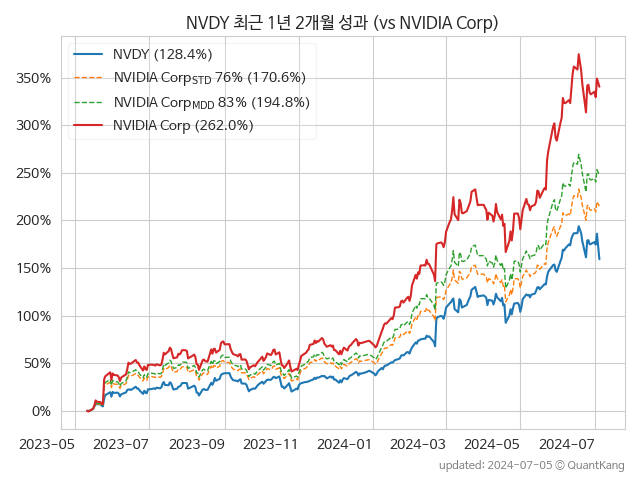 NVDY 최근 1년 2개월 성과 (vs NVIDIA Corp)
NVDY (128.4%)
NVIDIA CorpSTD 76% (170.6%)
NVIDIA CorpMDD 83% (194.8%)
NVIDIA Corp (262.0%)
350%
300%
250%
200%
150%
100%
50%
0%
2023-05 2023-07 2023-09 2023-11 2024-01 2024-03 2024-05 2024-07
updated: 2024-07-05 © QuantKang